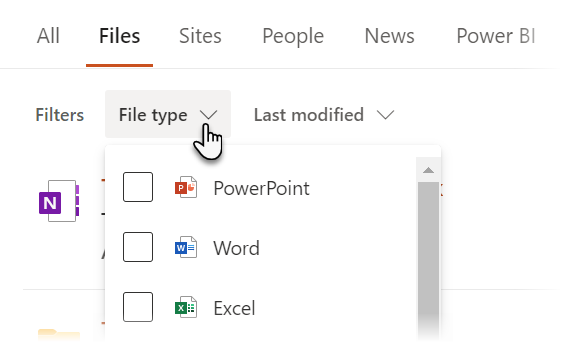 All Files Sites People News Power BI
Filters File type Last modified
N
P PowerPoint
W Word
X Excel